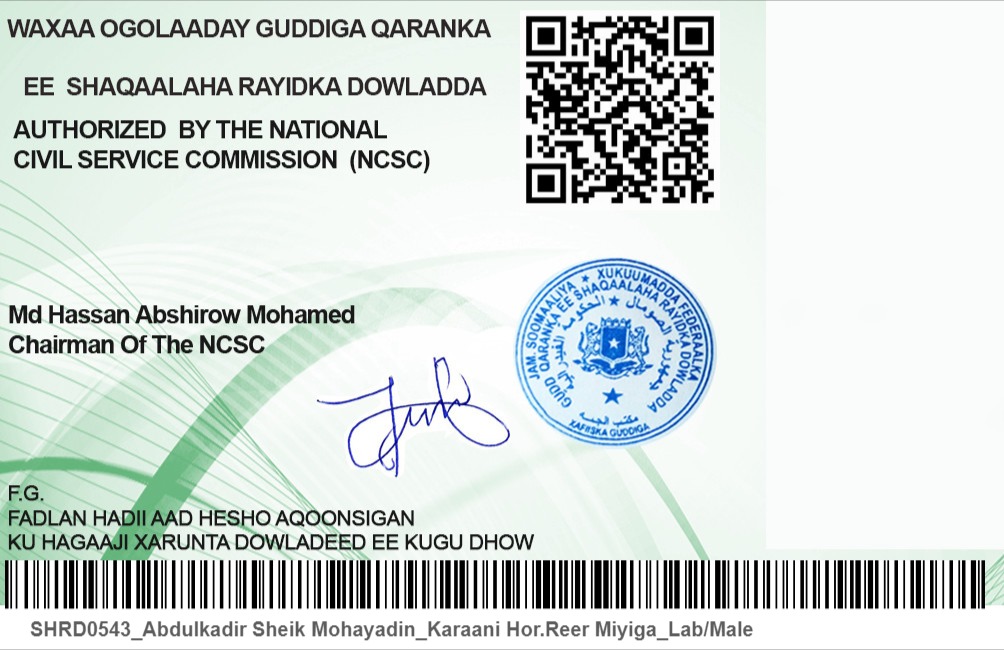 WAXAA OGOLAADAY GUDDIGA QARANKA
EE SHAQAALAHA RAYIDKA DOWLADDA
AUTHORIZED BY THE NATIONAL
CIVIL SERVICE COMMISSION (NCSC)
Md Hassan Abshirow Mohamed
Chairman Of The NCSC
JAM. SOOMAALIYA ★ XUKUUMADDA FEDERAALKA
GUDD QARANKA EE SHAQAALAHA RAYIDKA DOWLADDA
XAFIISKA GUDDIGA
F.G.
FADLAN HADII AAD HESHO AQOONSIGAN
KU HAGAAJI XARUNTA DOWLADEED EE KUGU DHOW
SHRD0543_Abdulkadir Sheik Mohayadin_Karaani Hor.Reer Miyiga_Lab/Male